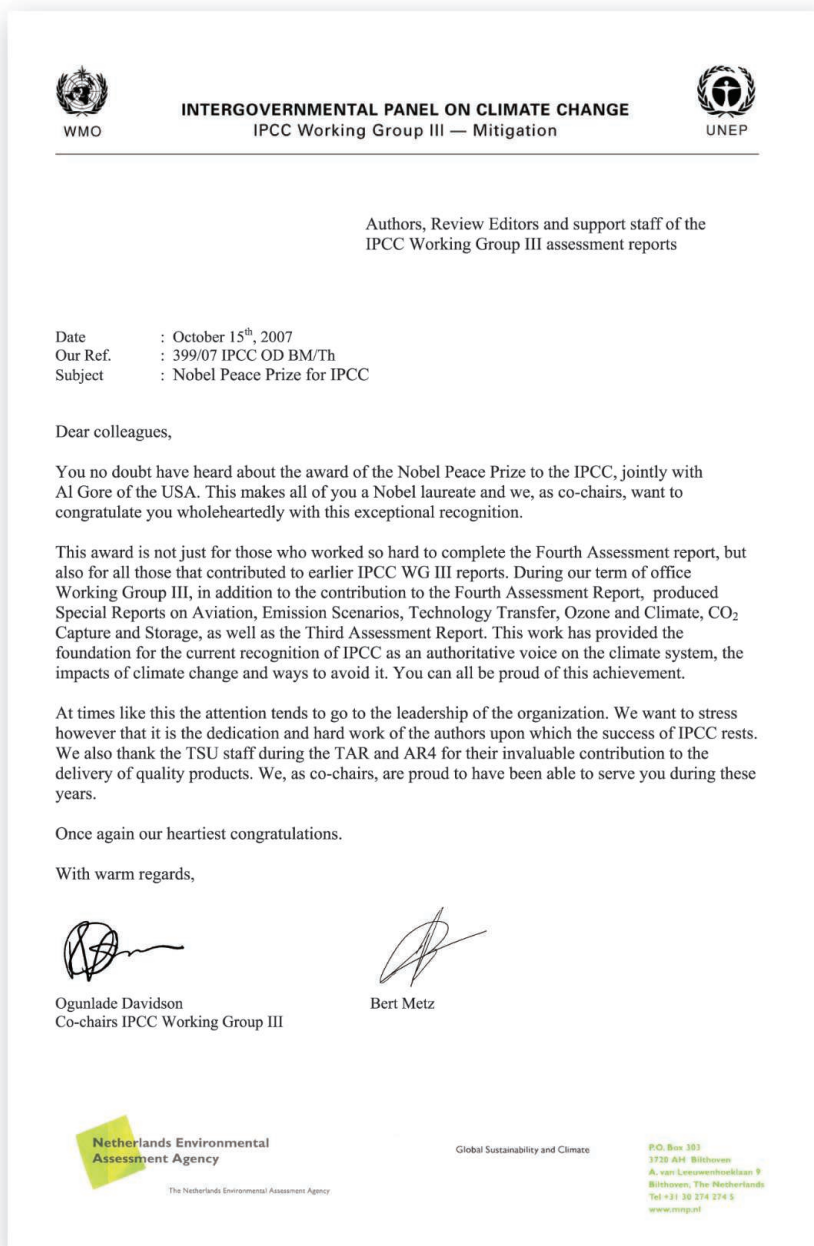 WMO
INTERGOVERNMENTAL PANEL ON CLIMATE CHANGE
IPCC Working Group III — Mitigation
UNEP
Authors, Review Editors and support staff of the
IPCC Working Group III assessment reports
Date : October 15th, 2007
Our Ref. : 399/07 IPCC OD BM/Th
Subject : Nobel Peace Prize for IPCC
Dear colleagues,
You no doubt have heard about the award of the Nobel Peace Prize to the IPCC, jointly with
Al Gore of the USA. This makes all of you a Nobel laureate and we, as co-chairs, want to
congratulate you wholeheartedly with this exceptional recognition.
This award is not just for those who worked so hard to complete the Fourth Assessment report, but
also for all those that contributed to earlier IPCC WG III reports. During our term of office
Working Group III, in addition to the contribution to the Fourth Assessment Report, produced
Special Reports on Aviation, Emission Scenarios, Technology Transfer, Ozone and Climate, CO2
Capture and Storage, as well as the Third Assessment Report. This work has provided the
foundation for the current recognition of IPCC as an authoritative voice on the climate system, the
impacts of climate change and ways to avoid it. You can all be proud of this achievement.
At times like this the attention tends to go to the leadership of the organization. We want to stress
however that it is the dedication and hard work of the authors upon which the success of IPCC rests.
We also thank the TSU staff during the TAR and AR4 for their invaluable contribution to the
delivery of quality products. We, as co-chairs, are proud to have been able to serve you during these
years.
Once again our heartiest congratulations.
With warm regards,
Ogunlade Davidson Bert Metz
Co-chairs IPCC Working Group III
Netherlands Environmental
Assessment Agency
The Netherlands Environmental Assessment Agency
Global Sustainability and Climate
P.O. Box 303
3720 AH Bilthoven
A. van Leeuwenhoeklaan 9
Bilthoven, The Netherlands
Tel +31 30 274 274 5
www.mnp.nl